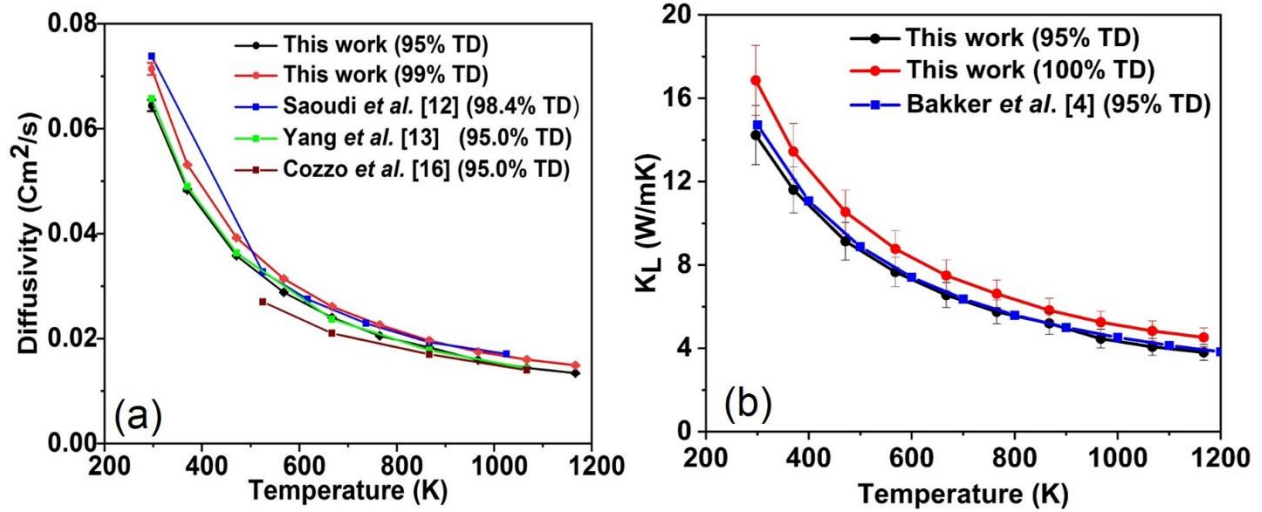 0.08
0.06
0.04
0.02
0.00
Diffusivity (Cm²/s)
This work (95% TD)
This work (99% TD)
Saoudi et al. [12] (98.4% TD)
Yang et al. [13] (95.0% TD)
Cozzo et al. [16] (95.0% TD)
(a)
200 400 600 800 1000 1200
Temperature (K)
20
16
12
8
4
0
K_L (W/mK)
This work (95% TD)
This work (100% TD)
Bakker et al. [4] (95% TD)
(b)
200 400 600 800 1000 1200
Temperature (K)